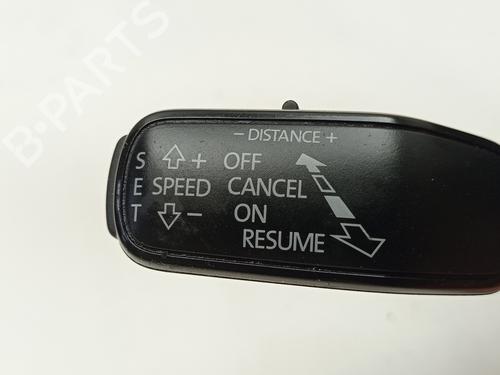 B-PARTS
- DISTANCE +
S + OFF
E SPEED CANCEL
T - ON
RESUME